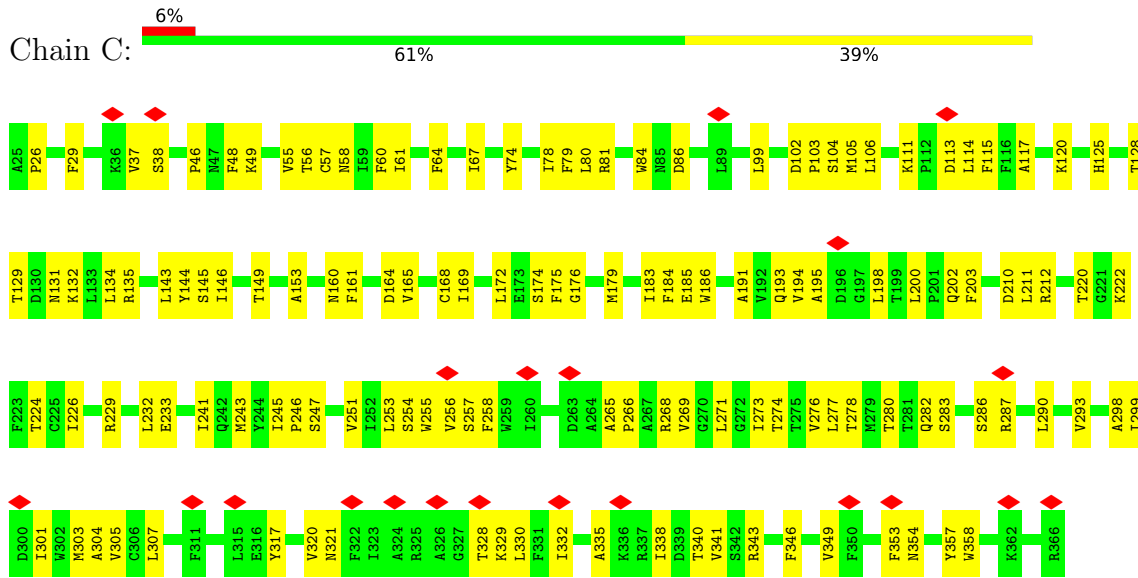 6%
Chain C:
61% 39%
A25 P26 F29 K36 V37 S38 P46 N47 F48 K49 V55 T56 C57 N58 I59 F60 I61 F64 I67 Y74 I78 F79 L80 R81 W84 N85 D86 L89 L99 D102 P103 S104 M105 L106 K111 P112 D113 L114 F115 F116 A117 K120 H125 T128
T129 D130 N131 K132 L133 L134 R135 L143 Y144 S145 I146 T149 A153 N160 F161 D164 V165 C168 I169 L172 E173 S174 F175 G176 M179 I183 F184 E185 W186 A191 V192 Q193 V194 A195 D196 G197 L198 T199 L200 P201 Q202 F203 D210 L211 R212 T220 G221 K222
F223 T224 C225 I226 R229 L232 E233 I241 Q242 M243 Y244 I245 P246 S247 V251 I252 L253 S254 W255 V256 S257 F258 W259 I260 D263 A264 A265 P266 A267 R268 V269 G270 L271 G272 I273 T274 T275 V276 L277 T278 M279 T280 T281 Q282 S283 S286 R287 L290 V293 A298 I299
D300 I301 W302 M303 A304 V305 C306 L307 F311 L315 E316 Y317 V320 N321 F322 I323 A324 R325 A326 G327 T328 K329 L330 F331 I332 A335 K336 R337 I338 D339 T340 V341 S342 R343 F346 V349 F350 F353 N354 Y357 W358 K362 R366